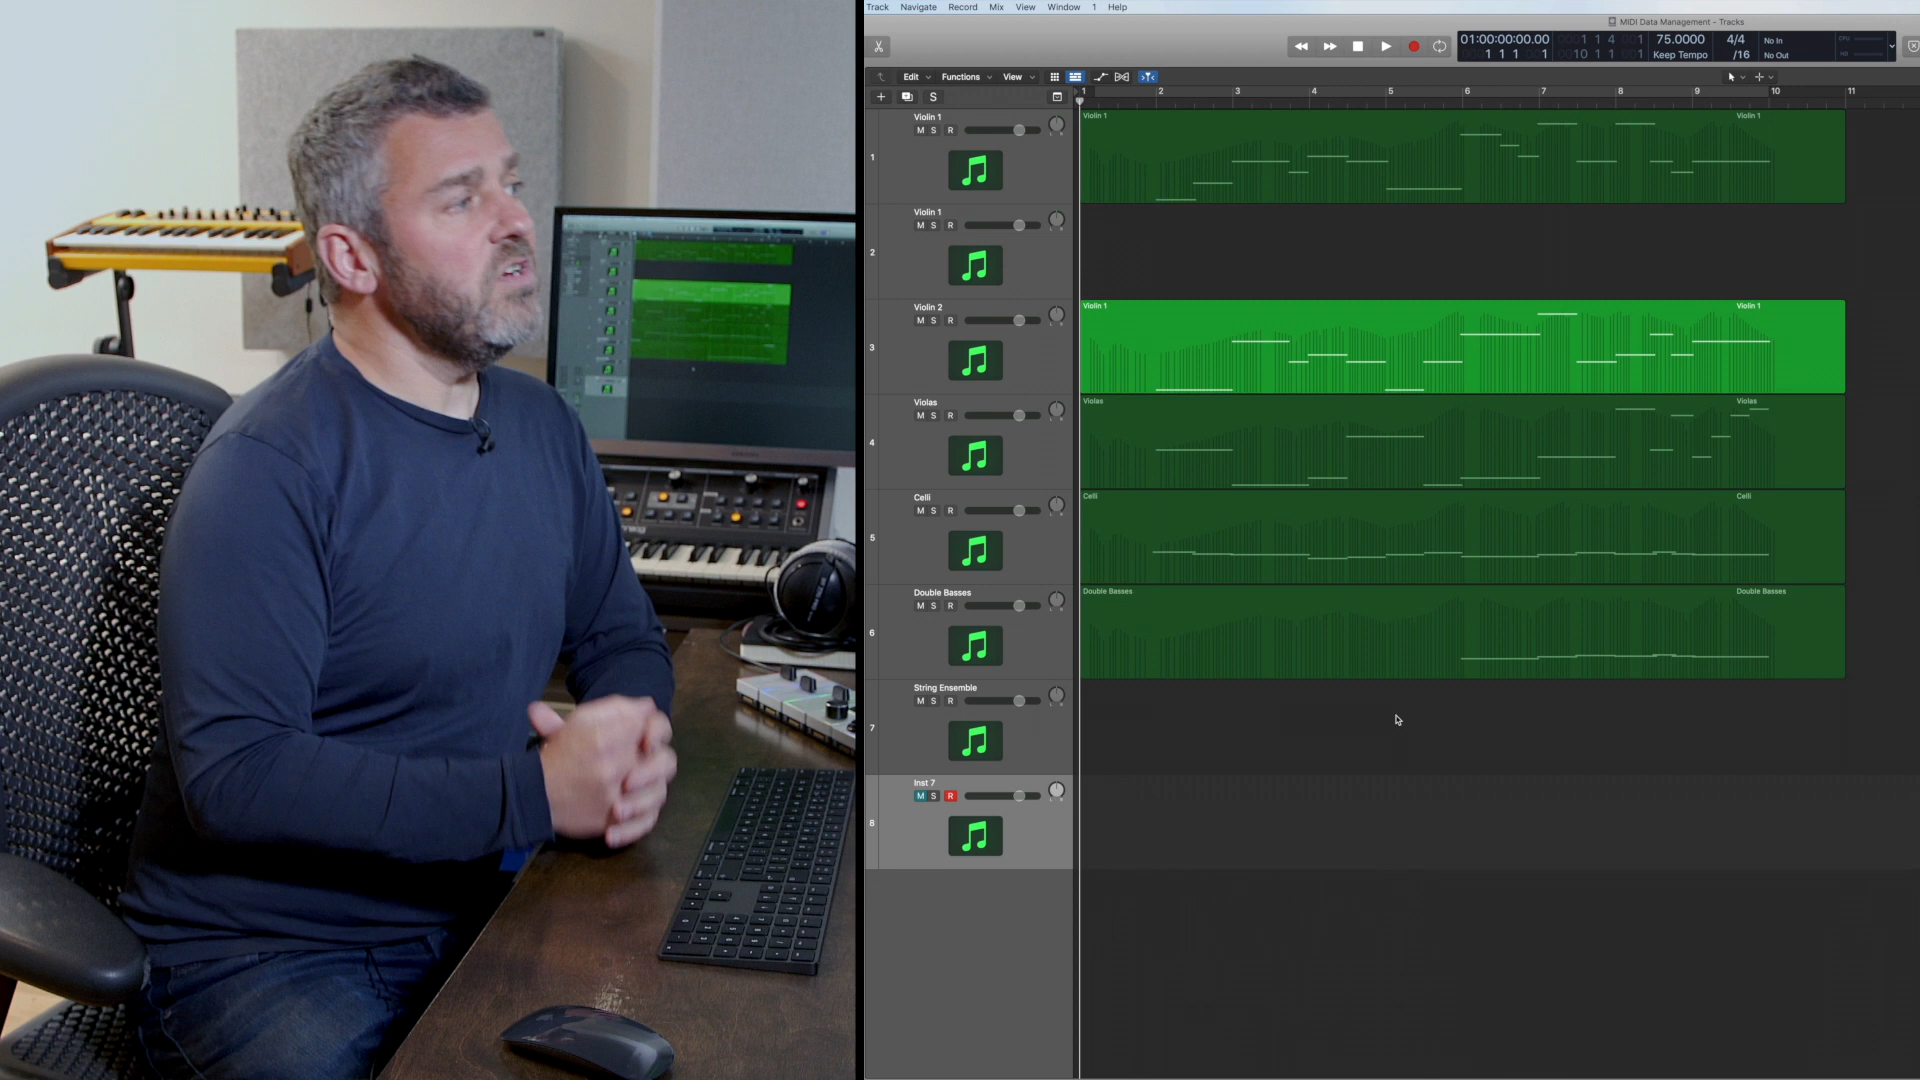 Track Navigate Record Mix View Window 1 Help
MIDI Data Management - Tracks
01:00:00:00.00
1 1 1 1
75.0000
Keep Tempo
4/4
/16
No In
No Out
CPU
HD
Edit Functions View
S
1 2 3 4 5 6 7 8 9 10 11
1
Violin 1
M S R
Violin 1 Violin 1
2
Violin 1
M S R
3
Violin 2
M S R
Violin 1 Violin 1
4
Violas
M S R
Violas Violas
5
Celli
M S R
Celli Celli
6
Double Basses
M S R
Double Basses Double Basses
7
String Ensemble
M S R
8
Inst 7
M S R